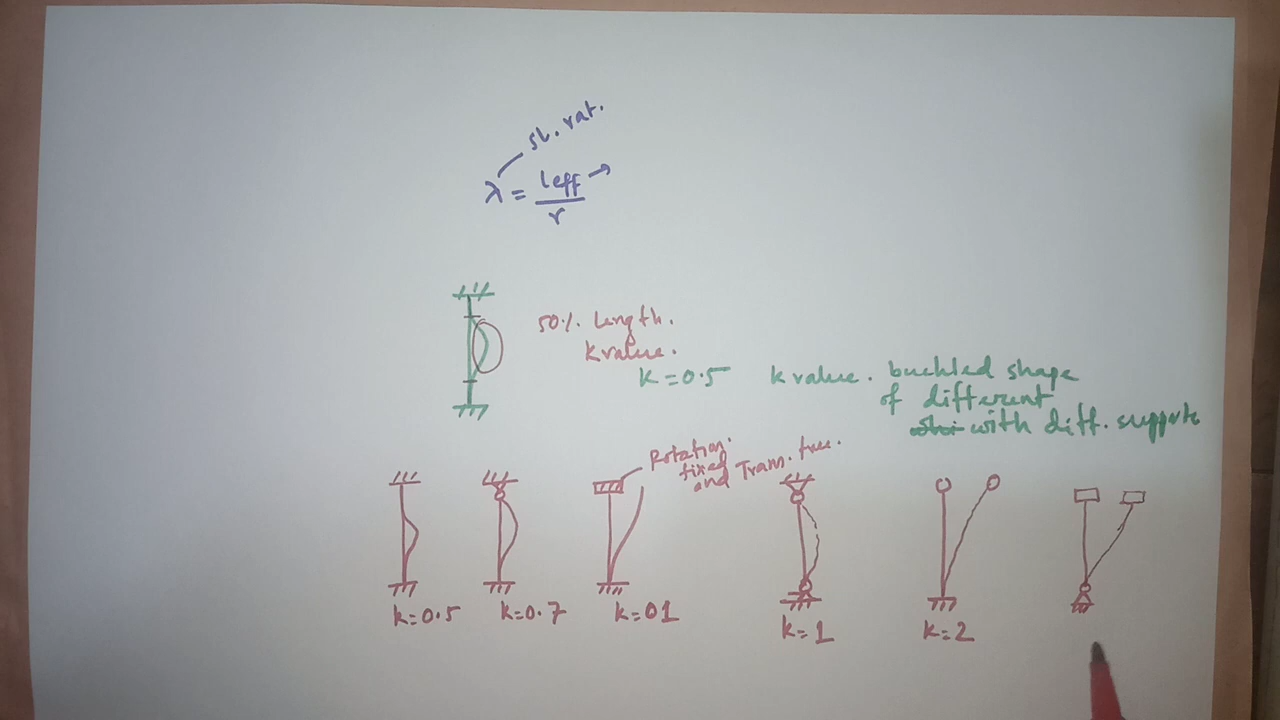 sl. rat.
λ = leff →
r
50%. length.
k value.
k = 0.5
k value. buckled shape
of different
with diff. supports
Rotation.
fixed
and Tran. free.
k=0.5
k=0.7
k=01
k=1
k=2